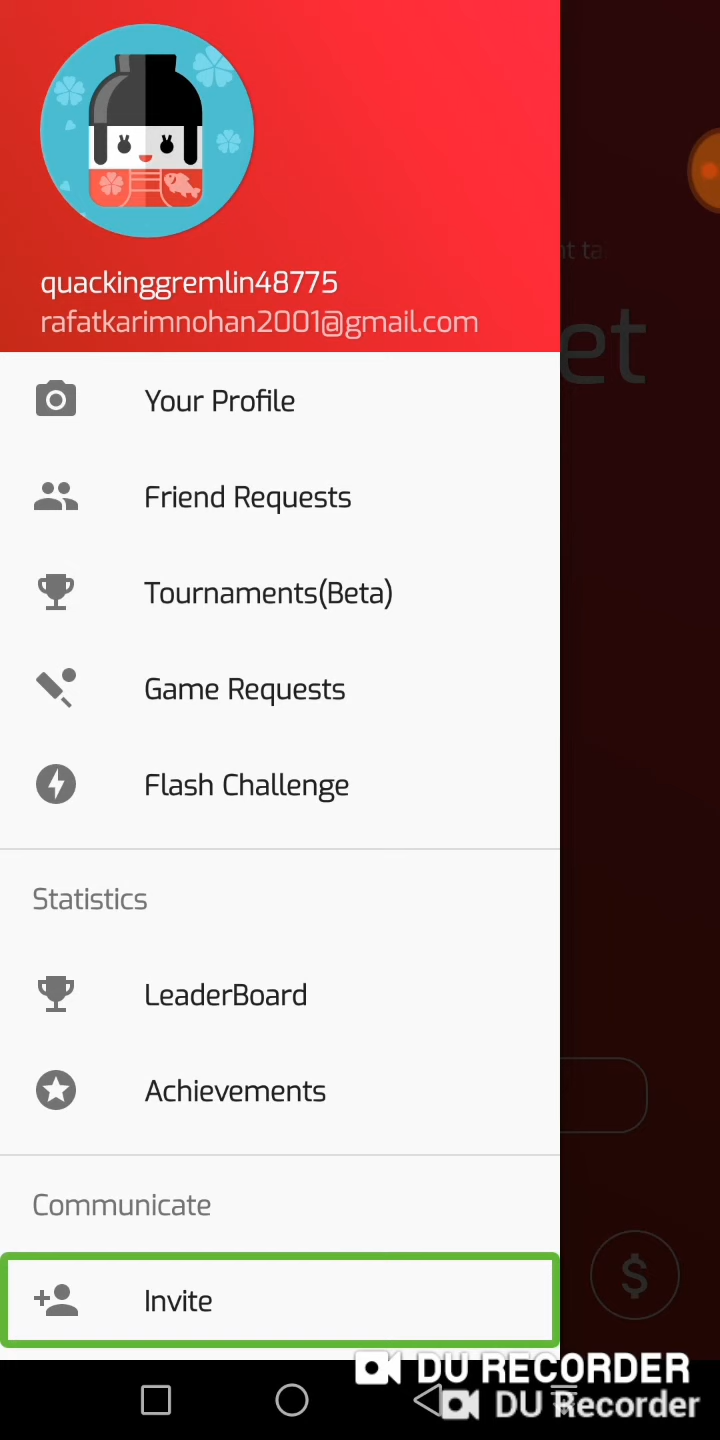 quackinggremlin48775
rafatkarimnohan2001@gmail.com
et
Your Profile
Friend Requests
Tournaments(Beta)
Game Requests
Flash Challenge
Statistics
LeaderBoard
Achievements
Communicate
Invite
$
DU RECORDER
DU Recorder